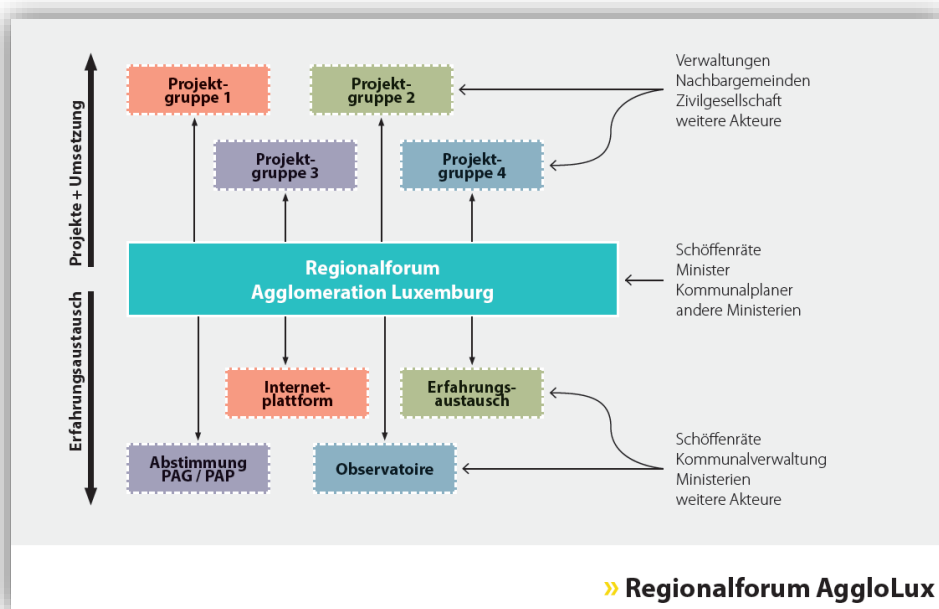 Projekte + Umsetzung
Projekt-
gruppe 1
Projekt-
gruppe 2
Verwaltungen
Nachbargemeinden
Zivilgesellschaft
weitere Akteure
Projekt-
gruppe 3
Projekt-
gruppe 4
Regionalforum
Agglomeration Luxemburg
Schöffenräte
Minister
Kommunalplaner
andere Ministerien
Erfahrungsaustausch
Internet-
plattform
Erfahrungs-
austausch
Abstimmung
PAG / PAP
Observatoire
Schöffenräte
Kommunalverwaltung
Ministerien
weitere Akteure
» Regionalforum AggloLux